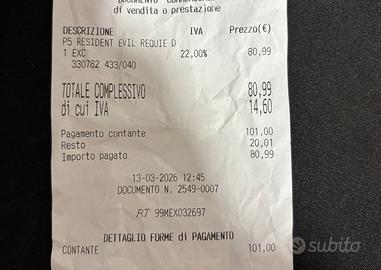 DOCUMENTO COMMERCIALE
di vendita o prestazione
DESCRIZIONE IVA Prezzo(€)
P5 RESIDENT EVIL REQUIE D
1 EXC 22,00% 80,99
330782 433/040
TOTALE COMPLESSIVO 80,99
di cui IVA 14,60
Pagamento contante 101,00
Resto 20,01
Importo pagato 80,99
13-03-2026 12:45
DOCUMENTO N. 2549-0007
RT 99MEX032697
DETTAGLIO FORME di PAGAMENTO
CONTANTE 101,00
subito